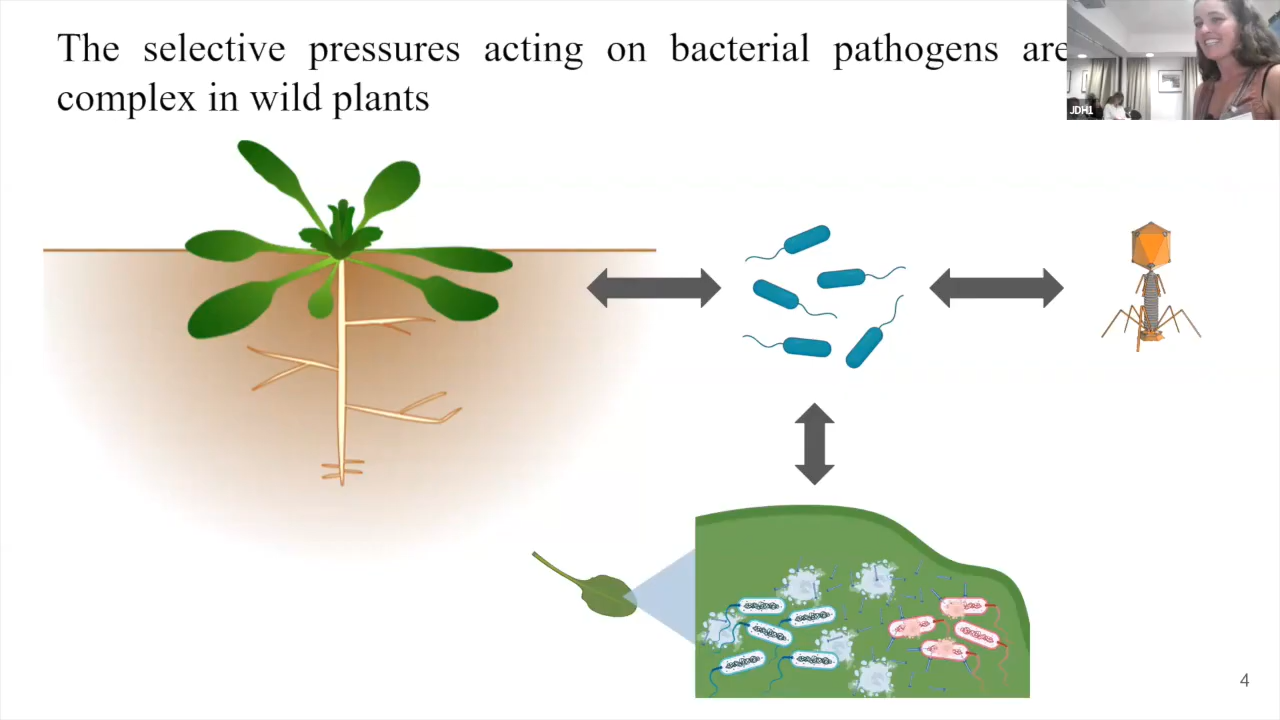 The selective pressures acting on bacterial pathogens are
complex in wild plants
JDH1
4